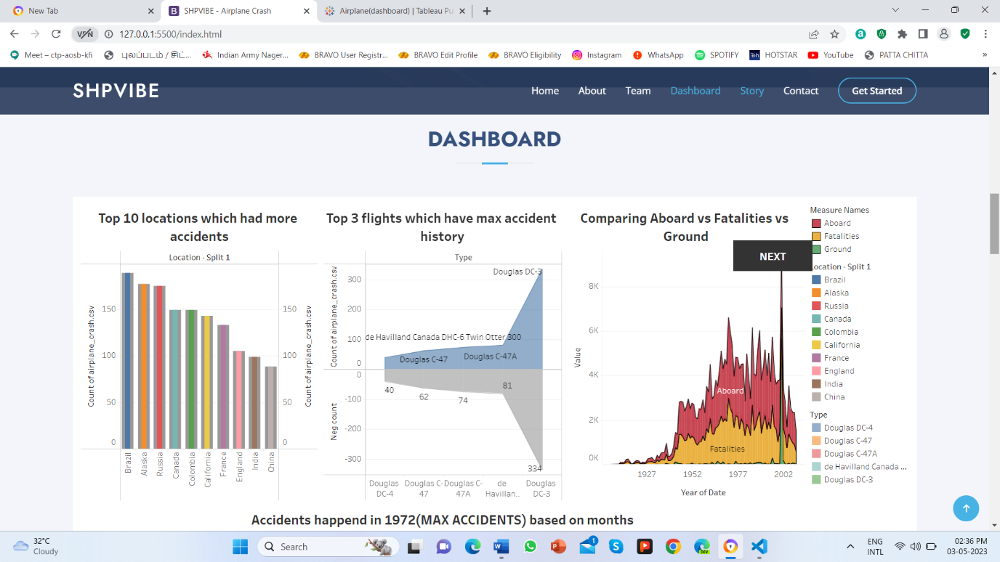 New Tab
SHPVIBE - Airplane Crash
Airplane(dashboard) | Tableau Pu
127.0.0.1:5500/index.html
Meet – ctp-aosb-kfi
புலப்படம் / சிட்...
Indian Army Nager...
BRAVO User Registr...
BRAVO Edit Profile
BRAVO Eligibility
Instagram
WhatsApp
SPOTIFY
HOTSTAR
YouTube
PATTA CHITTA
»
SHPVIBE
Home
About
Team
Dashboard
Story
Contact
Get Started
DASHBOARD
Top 10 locations which had more
accidents
Location - Split 1
Count of airplane_crash.csv
150
100
50
0
150
100
50
0
Count of airplane_crash.csv
Brazil
Alaska
Russia
Canada
Colombia
California
France
England
India
China
Top 3 flights which have max accident
history
Type
Count of airplane_crash.csv
300
200
100
0
Douglas DC-3
de Havilland Canada DHC-6 Twin Otter 300
Douglas C-47
Douglas C-47A
Neg count
0
-100
-200
-300
40
62
74
81
334
Douglas
DC-4
Douglas C-
47
Douglas C-
47A
de
Havillan..
Douglas
DC-3
Comparing Aboard vs Fatalities vs
Ground
NEXT
Value
8K
6K
4K
2K
0K
Aboard
Fatalities
1927
1952
1977
2002
Year of Date
Measure Names
Aboard
Fatalities
Ground
ocation - Split 1
Brazil
Alaska
Russia
Canada
Colombia
California
France
England
India
China
Type
Douglas DC-4
Douglas C-47
Douglas C-47A
de Havilland Canada ...
Douglas DC-3
Accidents happend in 1972(MAX ACCIDENTS) based on months
32°C
Cloudy
Search
1
ENG
INTL
02:36 PM
03-05-2023